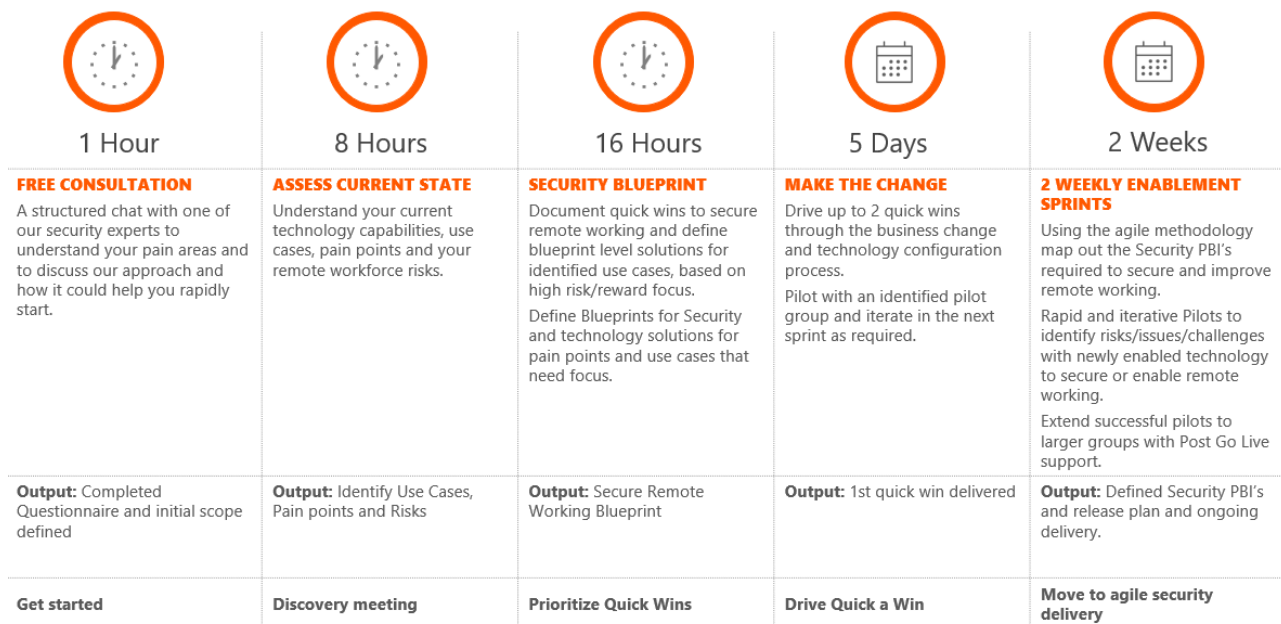 1 Hour
8 Hours
16 Hours
5 Days
2 Weeks
FREE CONSULTATION
A structured chat with one of
our security experts to
understand your pain areas and
to discuss our approach and
how it could help you rapidly
start.
ASSESS CURRENT STATE
Understand your current
technology capabilities, use
cases, pain points and your
remote workforce risks.
SECURITY BLUEPRINT
Document quick wins to secure
remote working and define
blueprint level solutions for
identified use cases, based on
high risk/reward focus.
Define Blueprints for Security
and technology solutions for
pain points and use cases that
need focus.
MAKE THE CHANGE
Drive up to 2 quick wins
through the business change
and technology configuration
process.
Pilot with an identified pilot
group and iterate in the next
sprint as required.
2 WEEKLY ENABLEMENT
SPRINTS
Using the agile methodology
map out the Security PBI's
required to secure and improve
remote working.
Rapid and iterative Pilots to
identify risks/issues/challenges
with newly enabled technology
to secure or enable remote
working.
Extend successful pilots to
larger groups with Post Go Live
support.
Output: Completed
Questionnaire and initial scope
defined
Output: Identify Use Cases,
Pain points and Risks
Output: Secure Remote
Working Blueprint
Output: 1st quick win delivered
Output: Defined Security PBI's
and release plan and ongoing
delivery.
Get started
Discovery meeting
Prioritize Quick Wins
Drive Quick a Win
Move to agile security
delivery